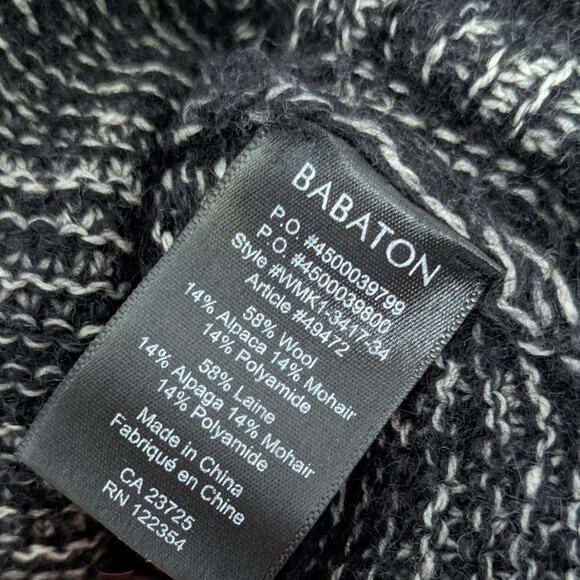 BABATON
P.O. #4500039799
P.O. #4500039800
Style #WMK1-3417-34
Article #49472
58% Wool
14% Alpaca 14% Mohair
14% Polyamide
58% Laine
14% Alpaga 14% Mohair
14% Polyamide
Made in China
Fabriqué en Chine
CA 23725
RN 122354